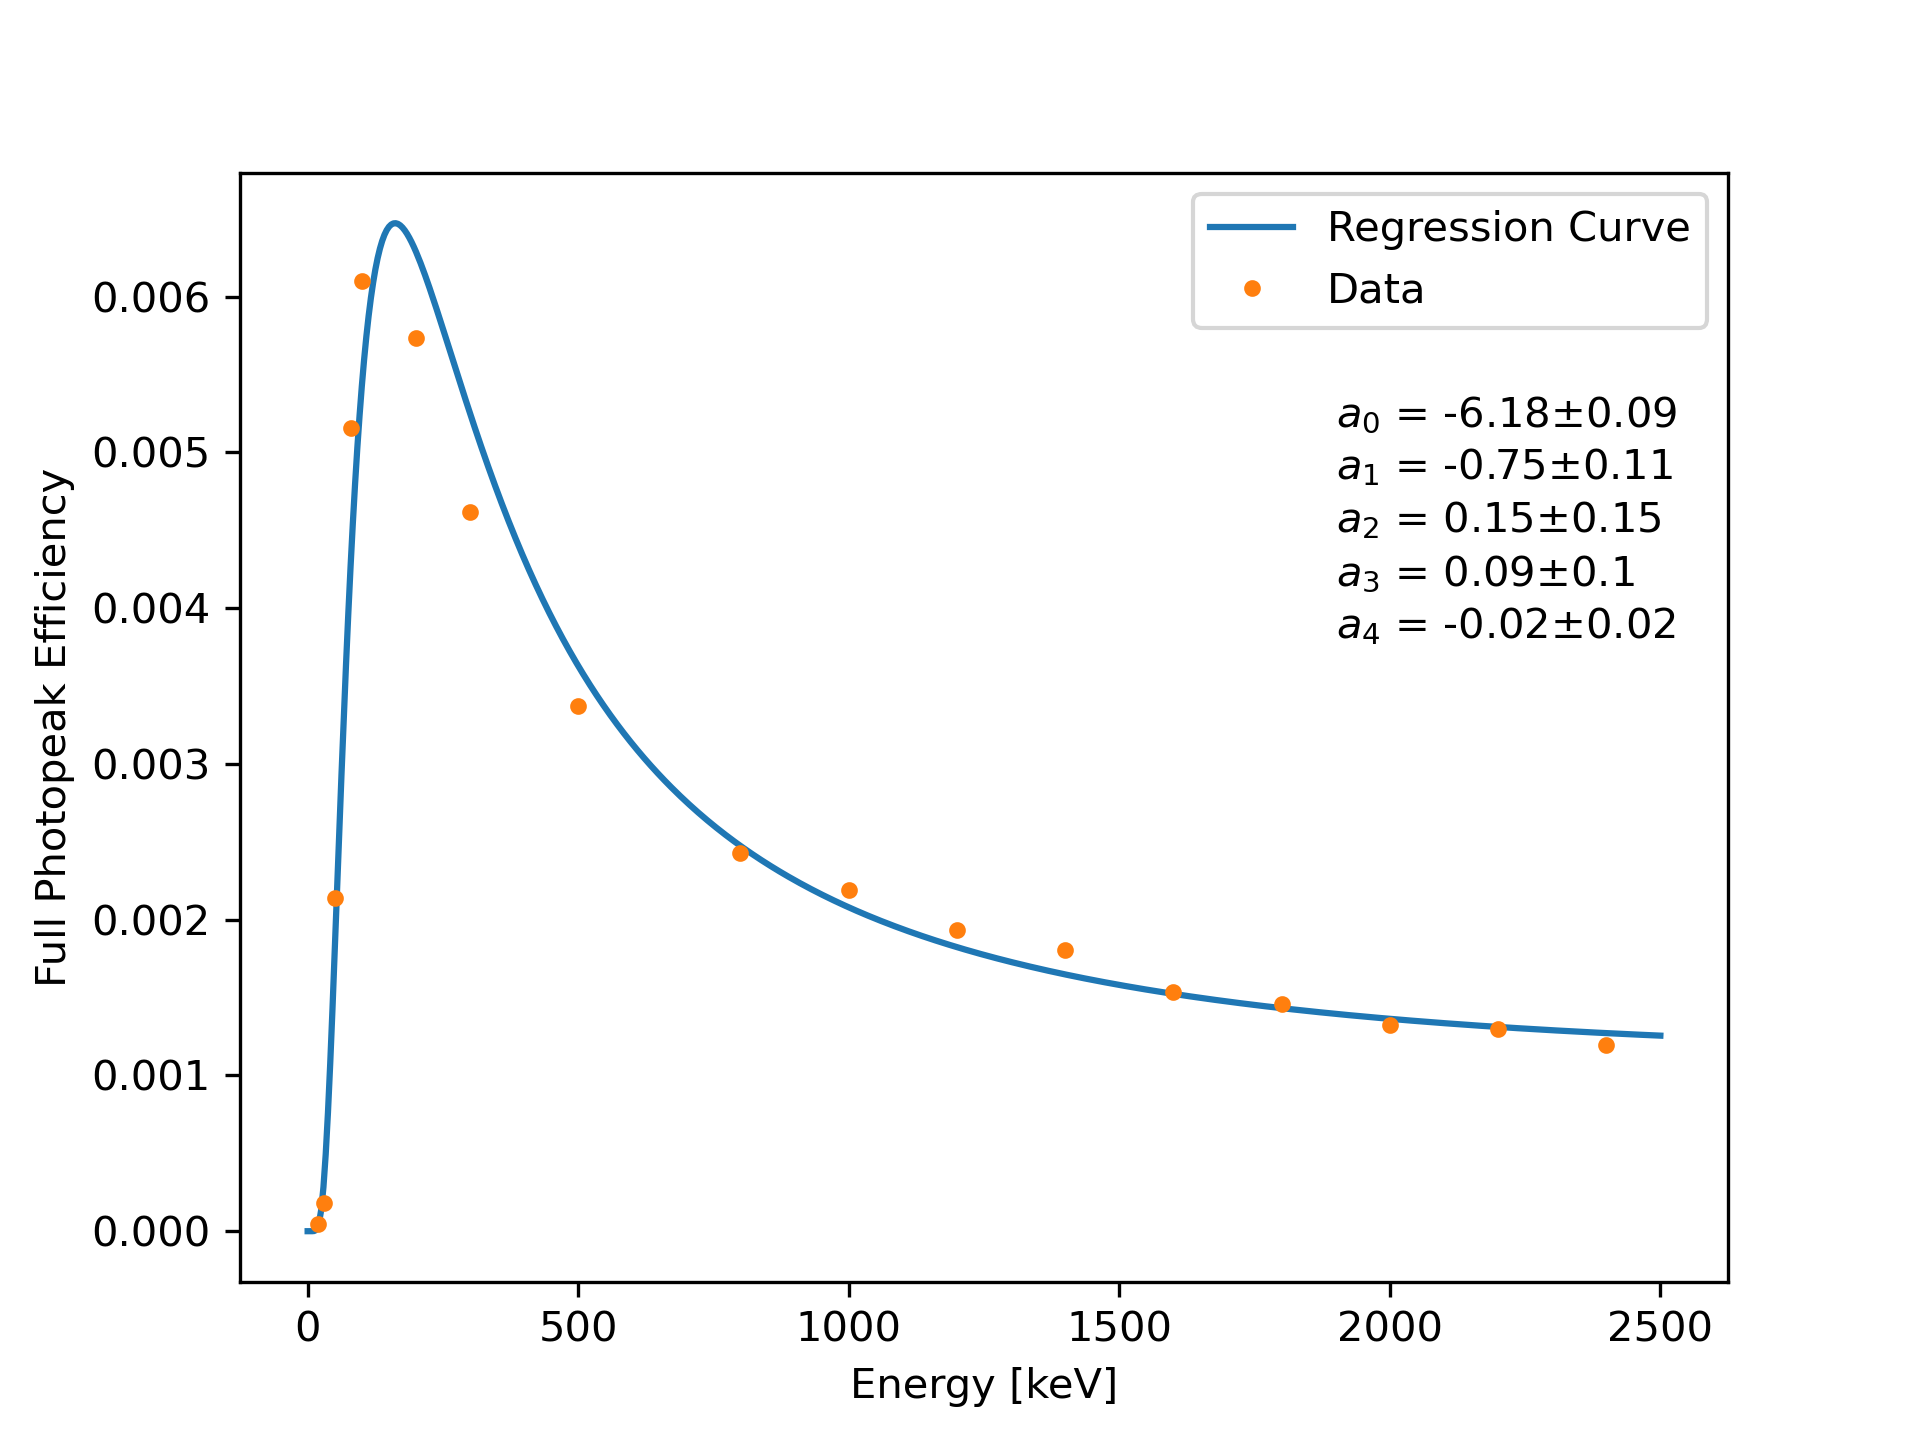 Regression Curve
Data
a₀ = -6.18±0.09
a₁ = -0.75±0.11
a₂ = 0.15±0.15
a₃ = 0.09±0.1
a₄ = -0.02±0.02
Full Photopeak Efficiency
0.006
0.005
0.004
0.003
0.002
0.001
0.000
0 500 1000 1500 2000 2500
Energy [keV]